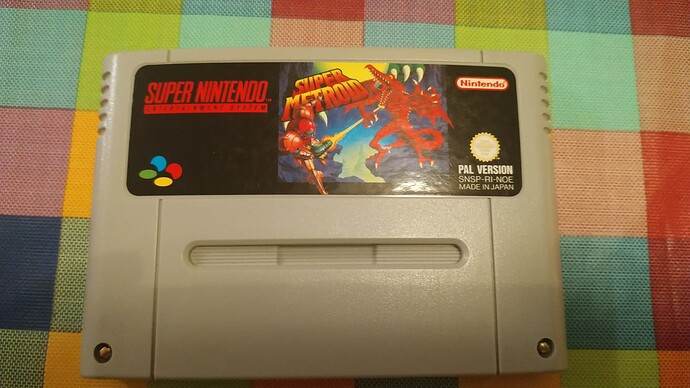 SUPER NINTENDO
ENTERTAINMENT SYSTEM
SUPER
METROID
Nintendo
PAL VERSION
SNSP-RI-NOE
MADE IN JAPAN